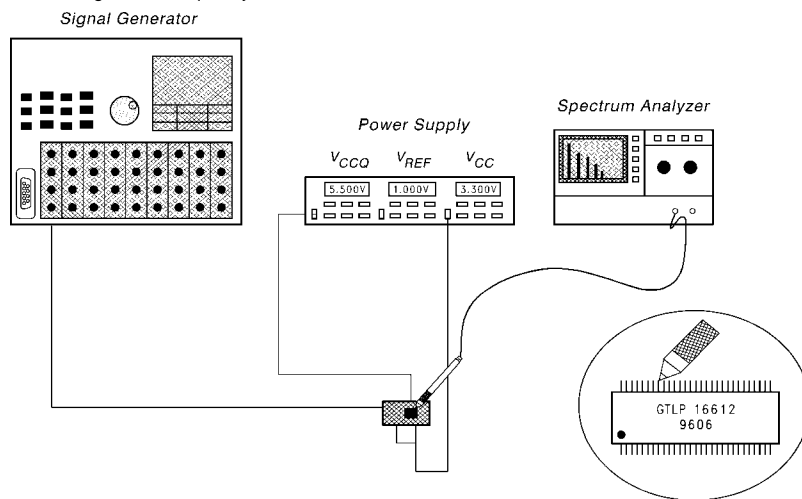 Signal Generator
Power Supply
Spectrum Analyzer
VCCQ VREF VCC
5.500V 1.000V 3.300V
GTLP 16612
9606